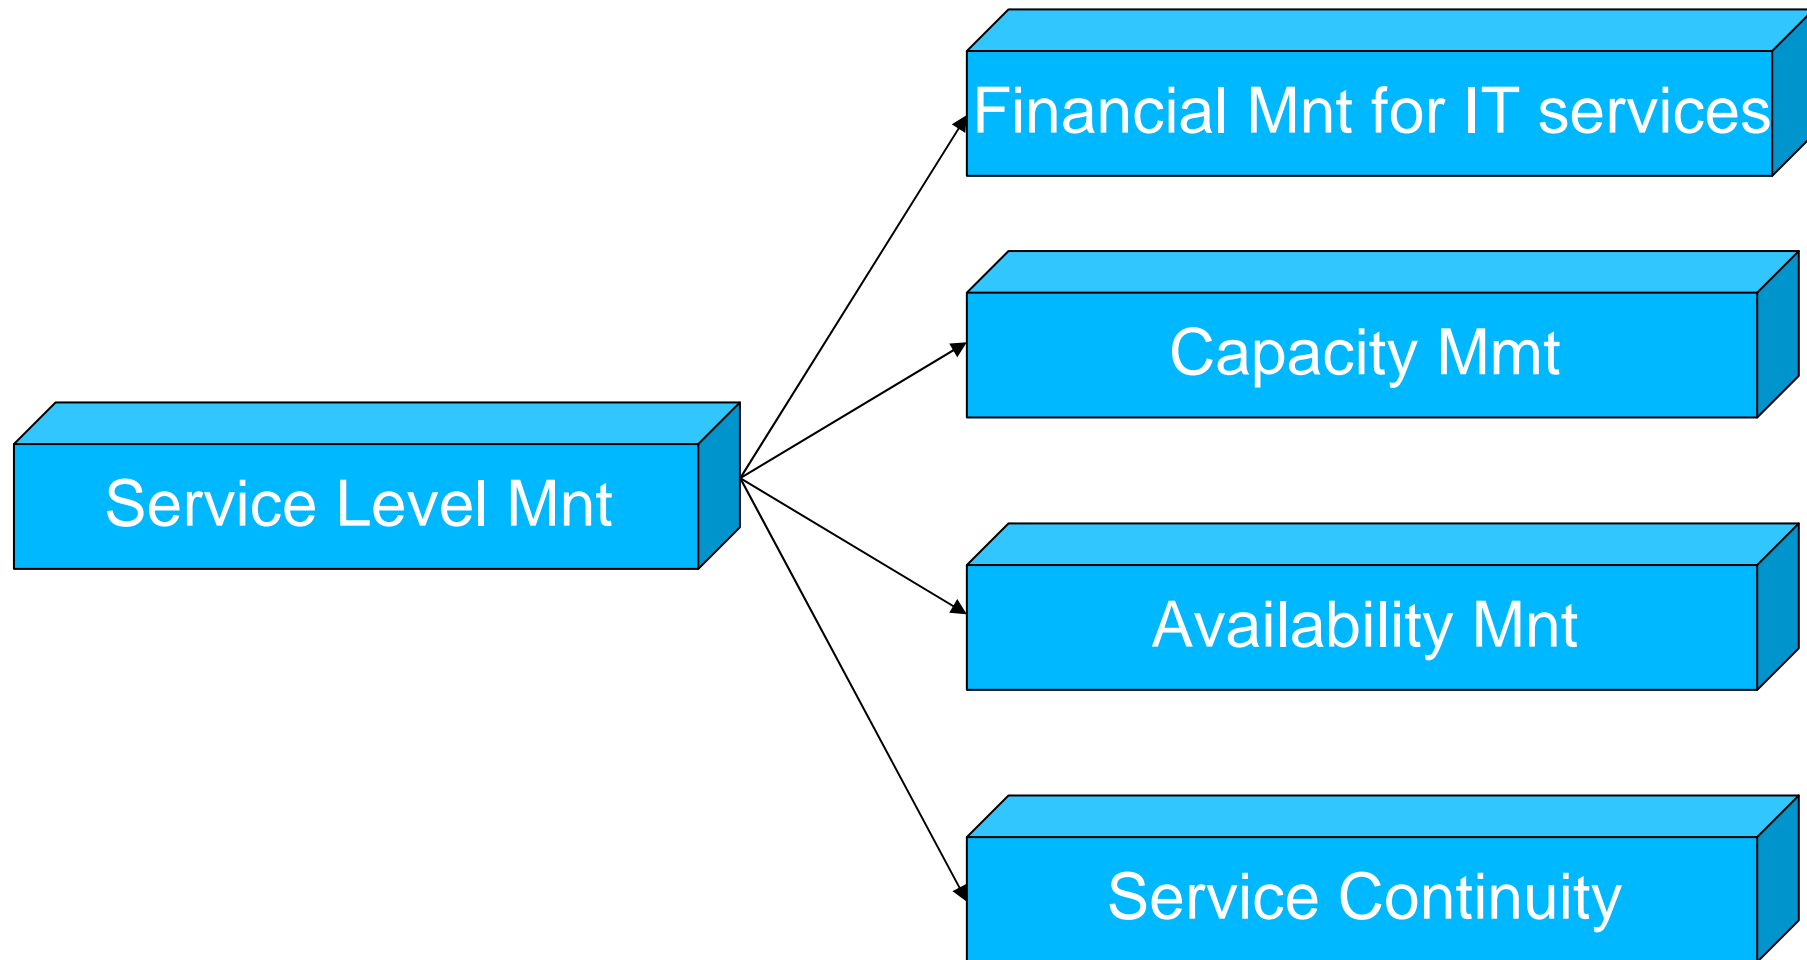 Financial Mnt for IT services
Capacity Mmt
Service Level Mnt
Availability Mnt
Service Continuity